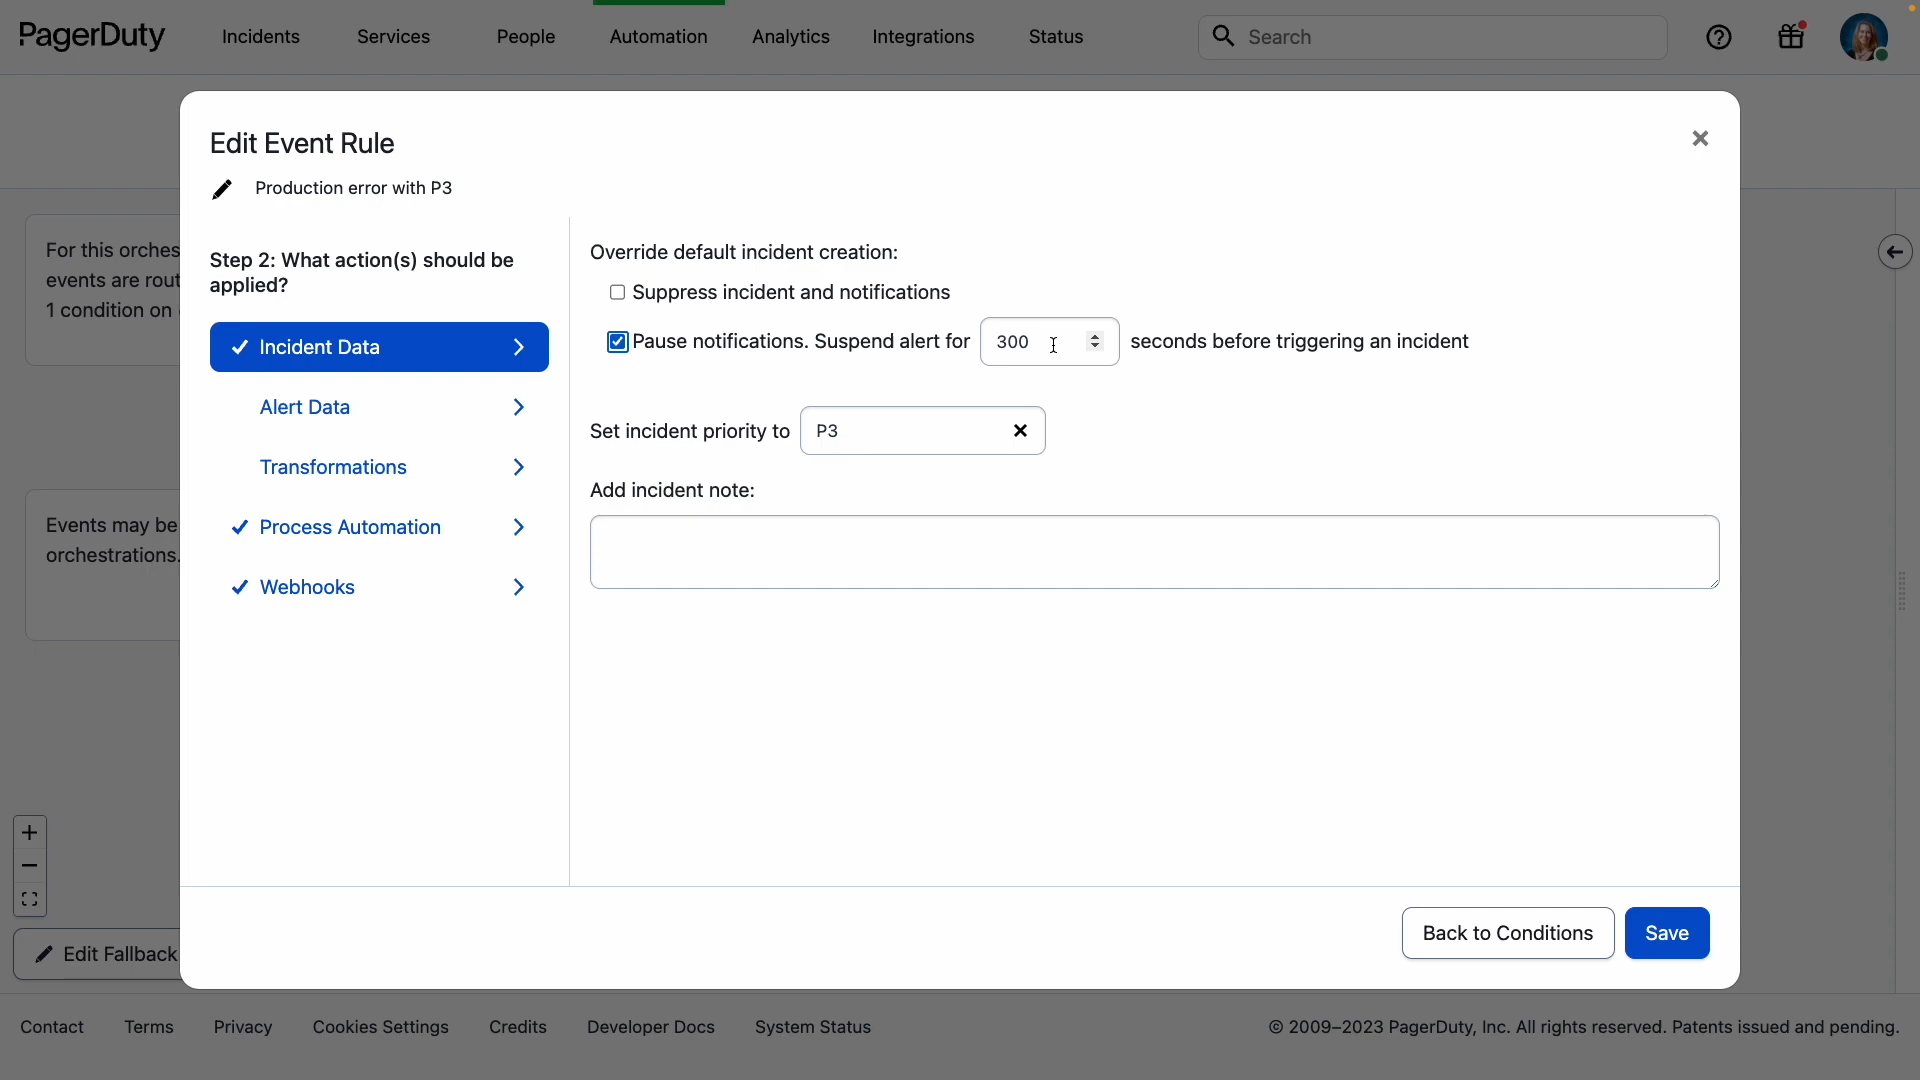 PagerDuty
Incidents
Services
People
Automation
Analytics
Integrations
Status
Search
Edit Event Rule
Production error with P3
For this orches
events are rout
1 condition on
Step 2: What action(s) should be
applied?
Incident Data
Alert Data
Transformations
Process Automation
Webhooks
Override default incident creation:
Suppress incident and notifications
Pause notifications. Suspend alert for 300 seconds before triggering an incident
Set incident priority to P3
Add incident note:
Events may be
orchestrations.
Edit Fallback
Back to Conditions
Save
Contact
Terms
Privacy
Cookies Settings
Credits
Developer Docs
System Status
© 2009–2023 PagerDuty, Inc. All rights reserved. Patents issued and pending.